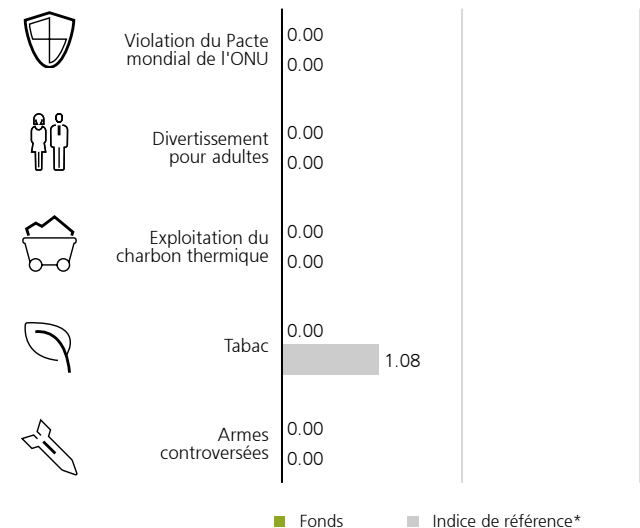 Violation du Pacte
mondial de l'ONU
0.00
0.00
Divertissement
pour adultes
0.00
0.00
Exploitation du
charbon thermique
0.00
0.00
Tabac
0.00
1.08
Armes
controversées
0.00
0.00
Fonds
Indice de référence*